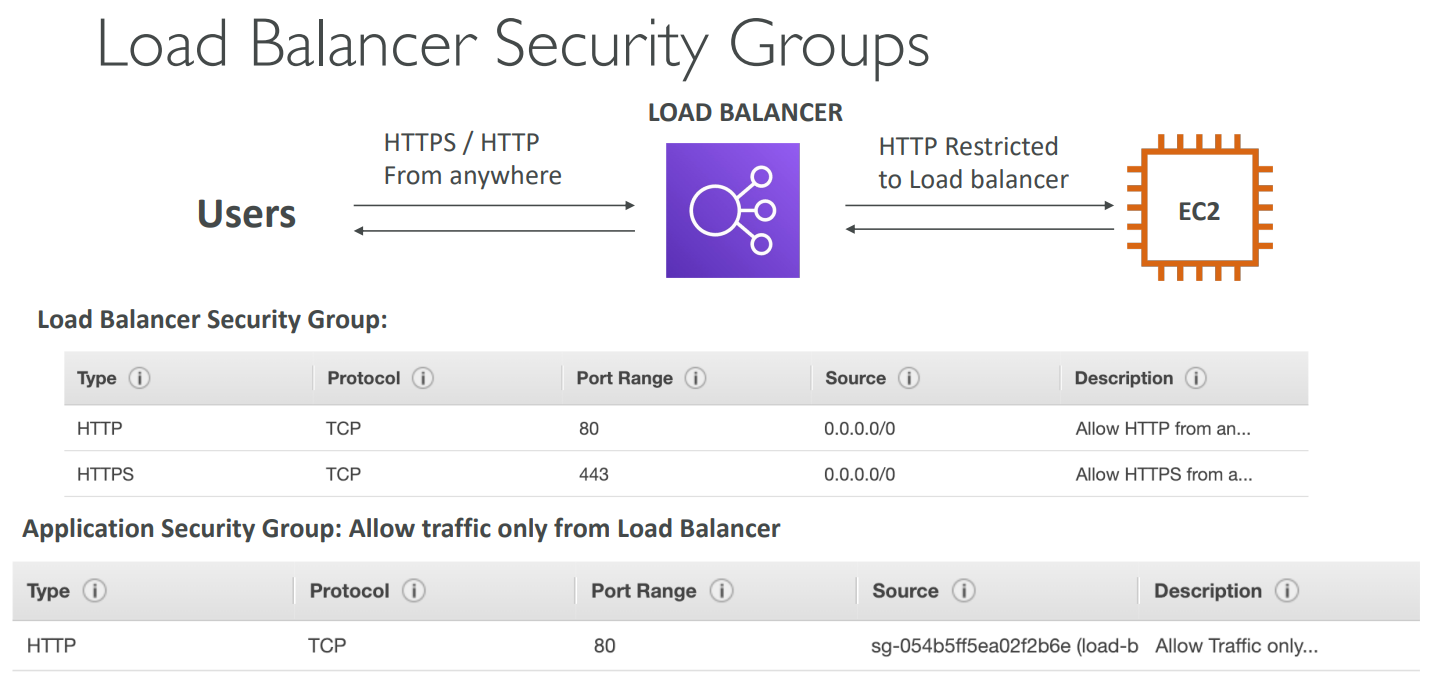 Load Balancer Security Groups
LOAD BALANCER
HTTPS / HTTP
From anywhere
HTTP Restricted
to Load balancer
Users
EC2
Load Balancer Security Group:
Type Protocol Port Range Source Description
HTTP TCP 80 0.0.0.0/0 Allow HTTP from an...
HTTPS TCP 443 0.0.0.0/0 Allow HTTPS from a...
Application Security Group: Allow traffic only from Load Balancer
Type Protocol Port Range Source Description
HTTP TCP 80 sg-054b5ff5ea02f2b6e (load-b Allow Traffic only...